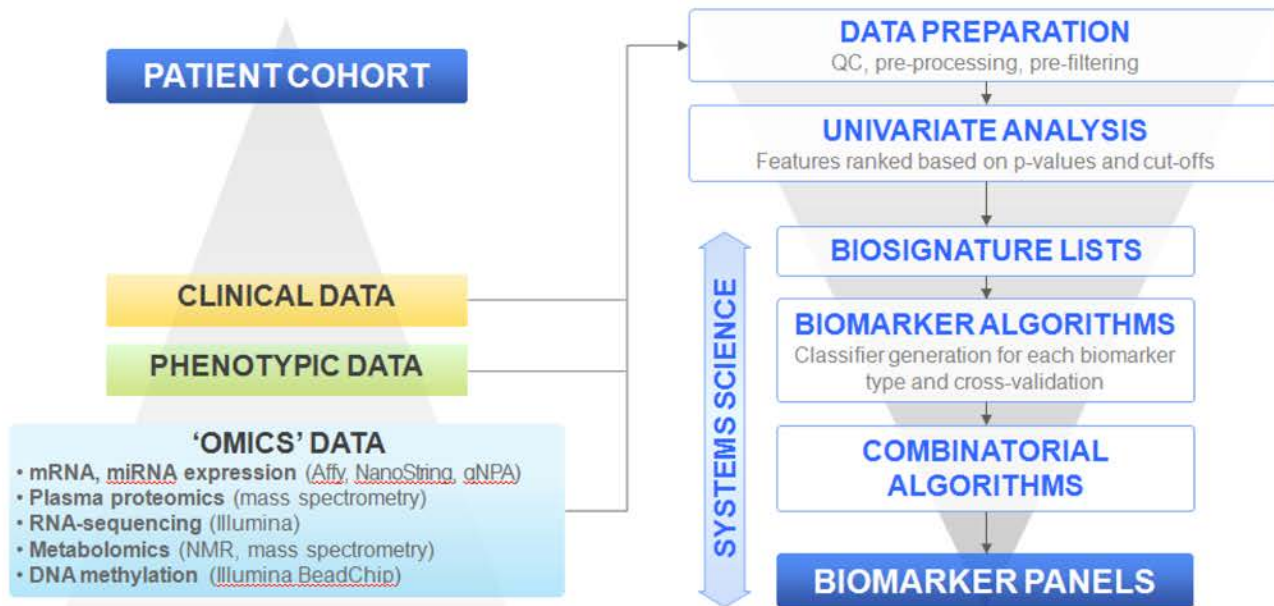 PATIENT COHORT
CLINICAL DATA
PHENOTYPIC DATA
'OMICS' DATA
• mRNA, miRNA expression (Affy, NanoString, qNPA)
• Plasma proteomics (mass spectrometry)
• RNA-sequencing (Illumina)
• Metabolomics (NMR, mass spectrometry)
• DNA methylation (Illumina BeadChip)
DATA PREPARATION
QC, pre-processing, pre-filtering
UNIVARIATE ANALYSIS
Features ranked based on p-values and cut-offs
SYSTEMS SCIENCE
BIOSIGNATURE LISTS
BIOMARKER ALGORITHMS
Classifier generation for each biomarker
type and cross-validation
COMBINATORIAL
ALGORITHMS
BIOMARKER PANELS